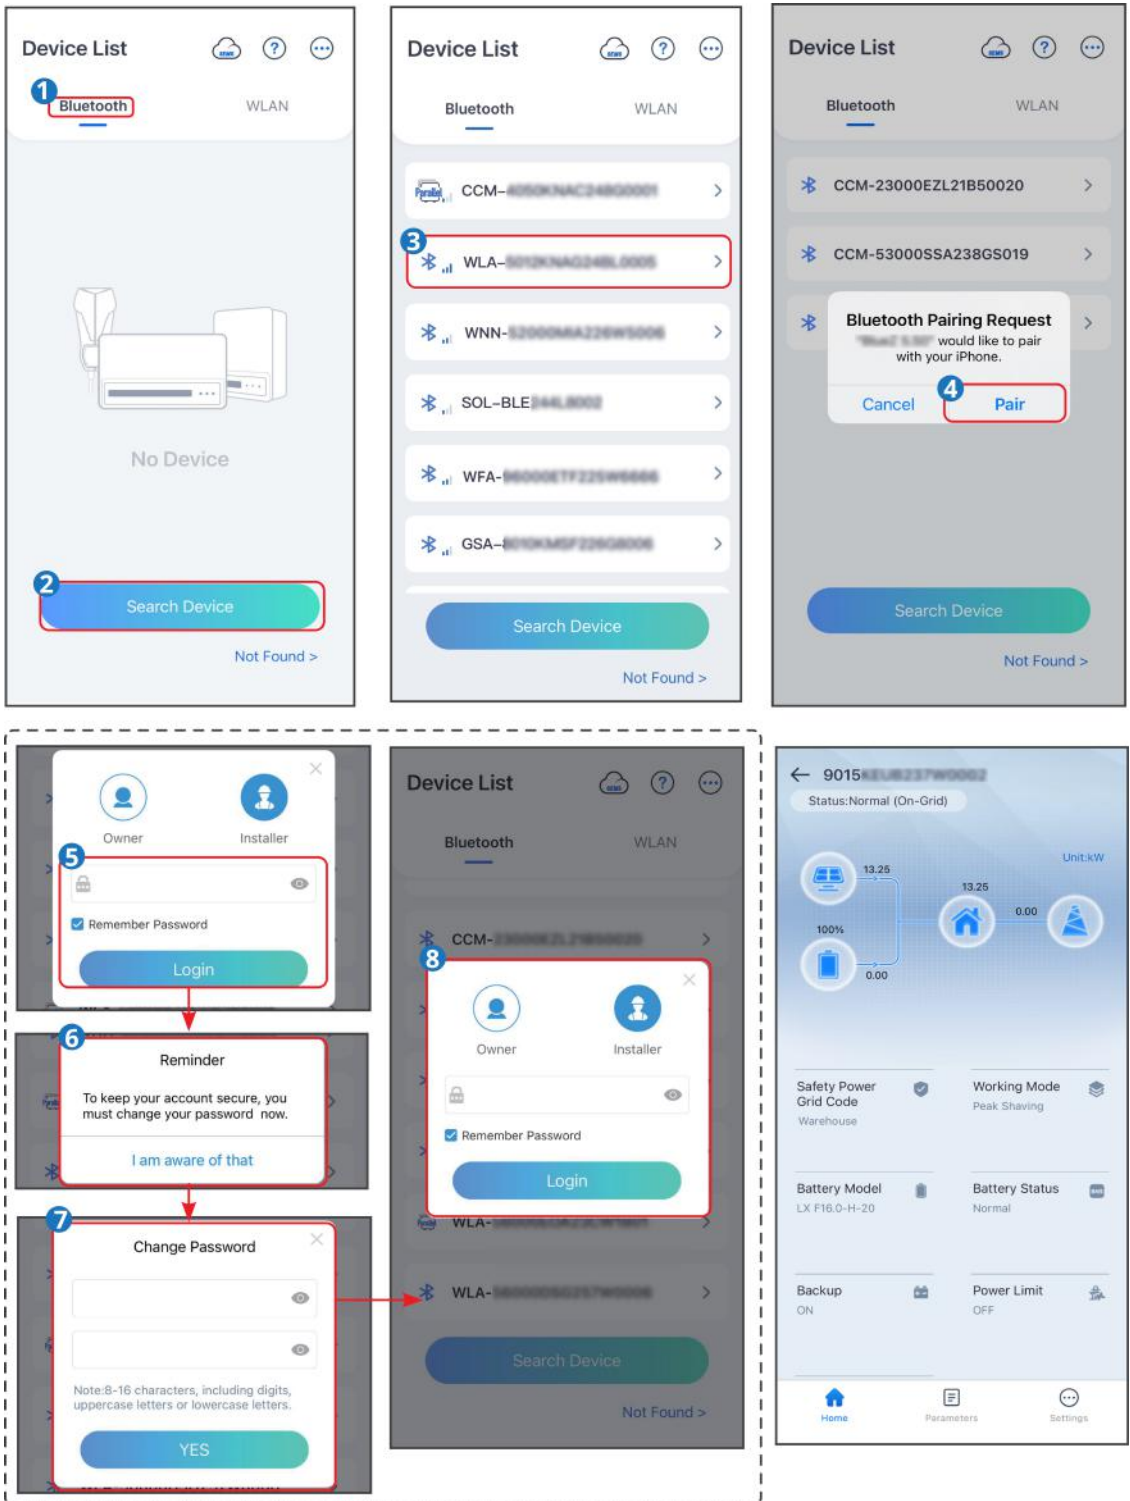 Device List
1
Bluetooth
WLAN
No Device
2
Search Device
Not Found >
Device List
Bluetooth
WLAN
CCM-
3
WLA-
WNN-
SOL-BLE
WFA-
GSA-
Search Device
Not Found >
Device List
Bluetooth
WLAN
CCM-23000EZL21B50020
CCM-53000SSA238GS019
Bluetooth Pairing Request
would like to pair
with your iPhone.
4
Cancel
Pair
Search Device
Not Found >
Owner
Installer
5
Remember Password
Login
6
Reminder
To keep your account secure, you
must change your password now.
I am aware of that
7
Change Password
Note:8-16 characters, including digits,
uppercase letters or lowercase letters.
YES
Device List
Bluetooth
WLAN
CCM-
8
Owner
Installer
Remember Password
Login
WLA-
WLA-
Search Device
Not Found >
9015
Status:Normal (On-Grid)
Unit:kW
13.25
13.25
0.00
100%
0.00
Safety Power
Grid Code
Warehouse
Working Mode
Peak Shaving
Battery Model
LX F16.0-H-20
Battery Status
Normal
Backup
ON
Power Limit
OFF
Home
Parameters
Settings